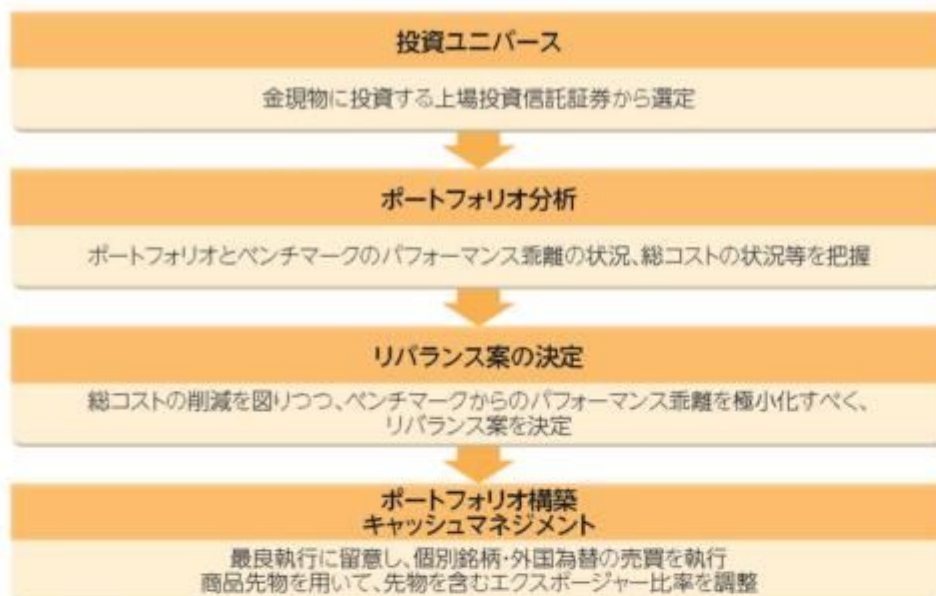 投資ユニバース
金現物に投資する上場投資信託証券から選定
ポートフォリオ分析
ポートフォリオとベンチマークのパフォーマンス乖離の状況、総コストの状況等を把握
リバランス案の決定
総コストの削減を図りつつ、ベンチマークからのパフォーマンス乖離を極小化すべく、
リバランス案を決定
ポートフォリオ構築
キャッシュマネジメント
最良執行に留意し、個別銘柄・外国為替の売買を執行
商品先物を用いて、先物を含むエクスポージャー比率を調整